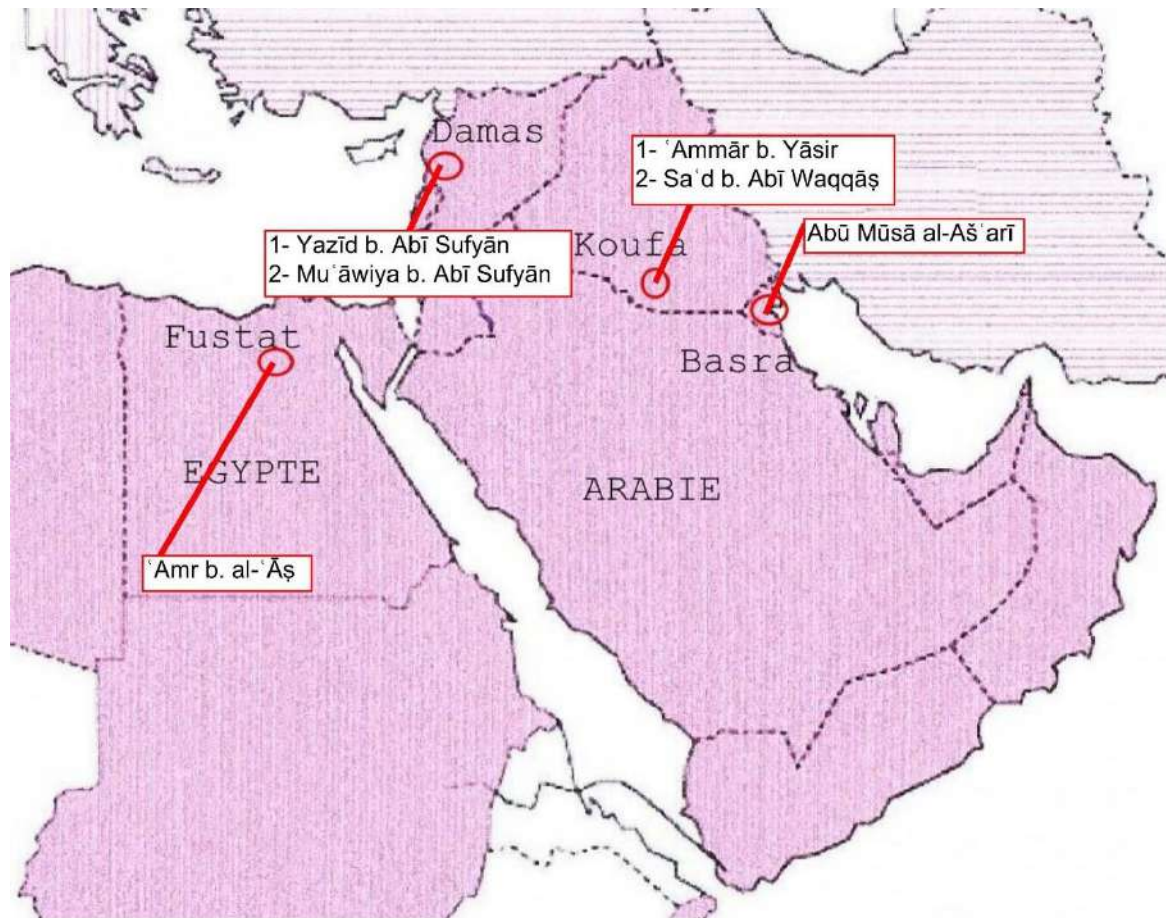 Damas
1- ʿAmmār b. Yāsir
2- Saʿd b. Abī Waqqāṣ
1- Yazīd b. Abī Sufyān
2- Muʿāwiya b. Abī Sufyān
Koufa
Abū Mūsā al-Ašʿarī
Fustat
Basra
EGYPTE
ARABIE
ʿAmr b. al-ʿĀṣ